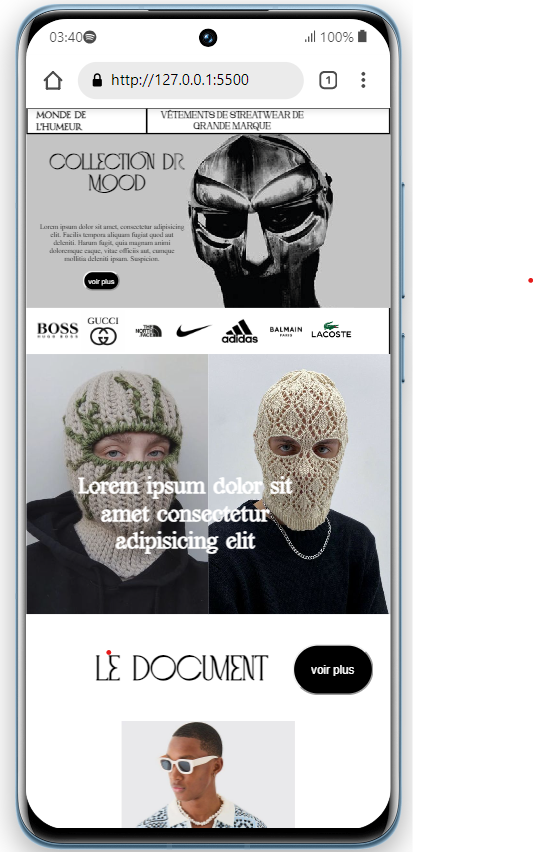 03:40
100%
http://127.0.0.1:5500
1
MONDE DE
L'HUMEUR
VÊTEMENTS DE STREATWEAR DE
GRANDE MARQUE
COLLECTION DR
MOOD
Lorem ipsum dolor sit amet, consectetur adipisicing
elit. Facilis tempora aliquam fugiat quod aut
deleniti. Harum fugit, quia magnam animi
doloremque eaque, vitae officiis aut, cumque
mollitia deleniti ipsum. Suspicion.
voir plus
BOSS
HUGO BOSS
GUCCI
THE
NORTH
FACE
adidas
BALMAIN
PARIS
LACOSTE
Lorem ipsum dolor sit
amet consectetur
adipisicing elit
LE DOCUMENT
voir plus